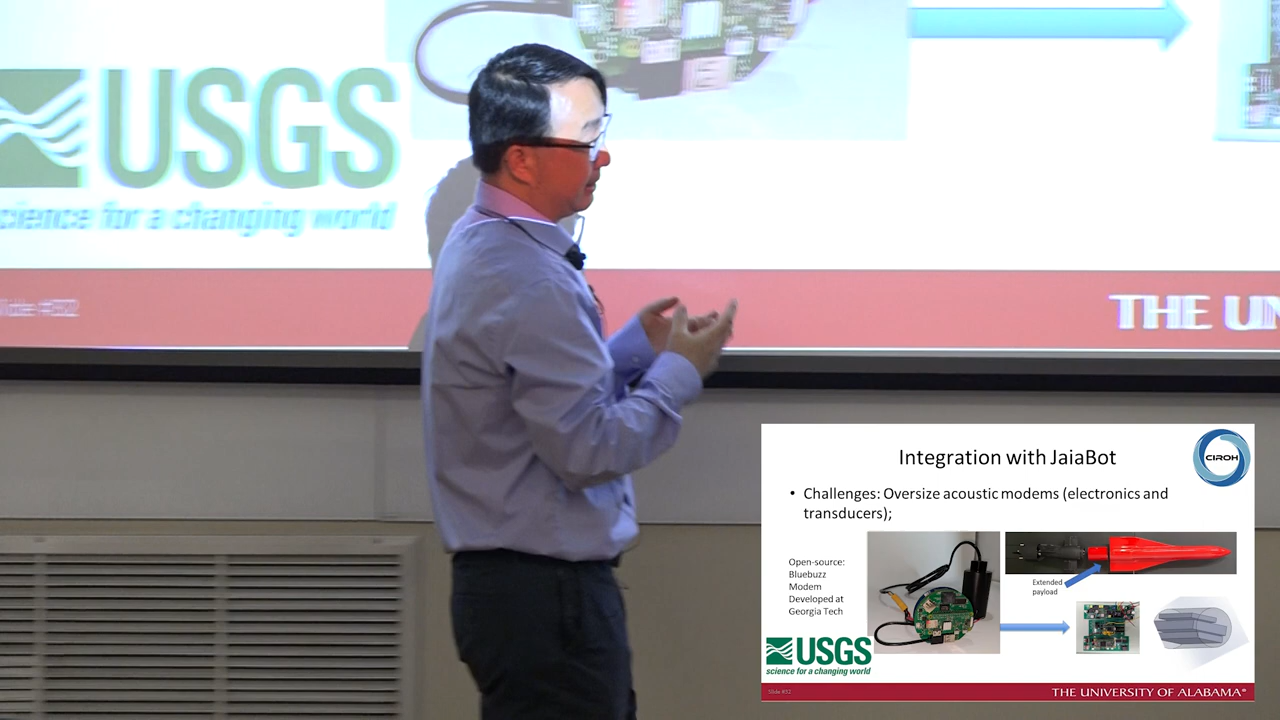 USGS
science for a changing world
Slide #32
THE UN
Integration with JaiaBot
CIROH
• Challenges: Oversize acoustic modems (electronics and
transducers);
Open-source:
Bluebuzz
Modem
Developed at
Georgia Tech
Extended
payload
USGS
science for a changing world
Slide #32
THE UNIVERSITY OF ALABAMA®